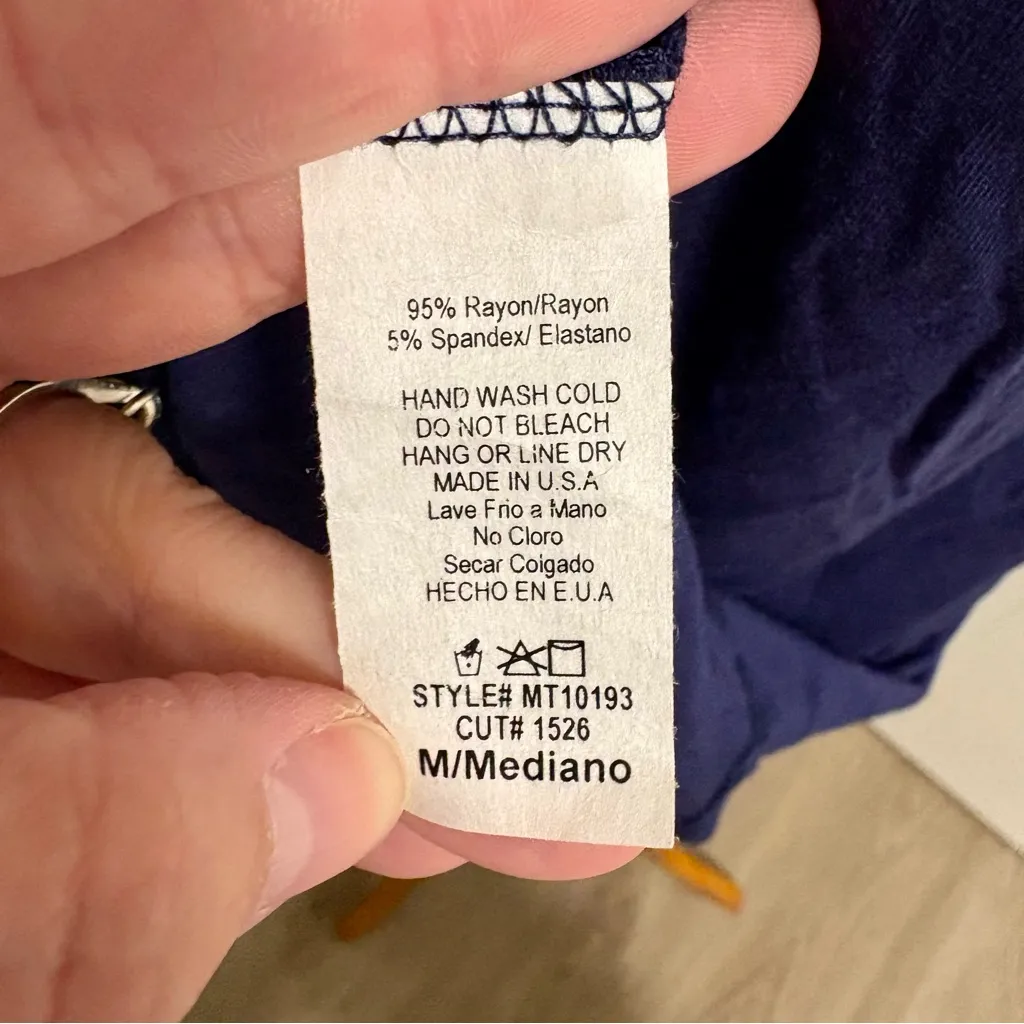 95% Rayon/Rayon
5% Spandex/ Elastano
HAND WASH COLD
DO NOT BLEACH
HANG OR LINE DRY
MADE IN U.S.A
Lave Frio a Mano
No Cloro
Secar Colgado
HECHO EN E.U.A
STYLE# MT10193
CUT# 1526
M/Mediano